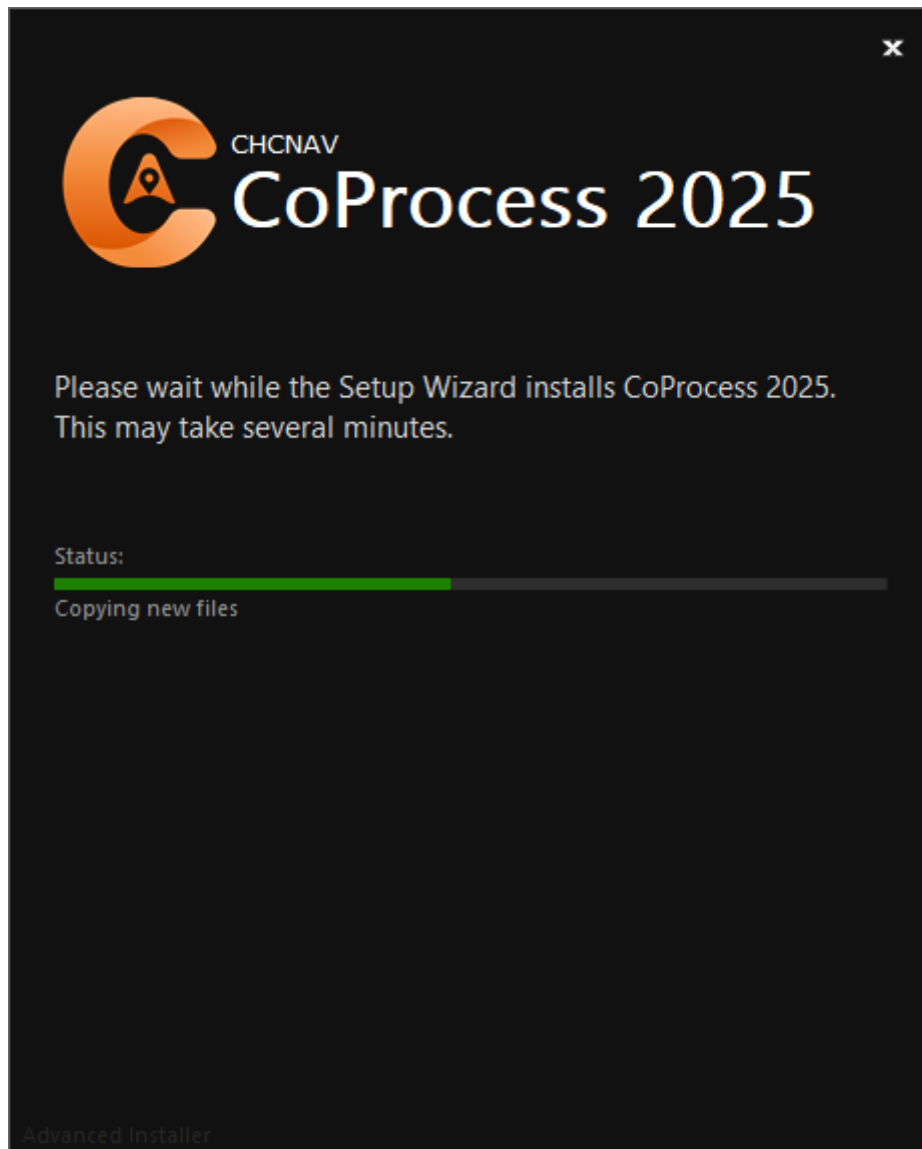 CHCNAV
CoProcess 2025
Please wait while the Setup Wizard installs CoProcess 2025.
This may take several minutes.
Status:
Copying new files
Advanced Installer